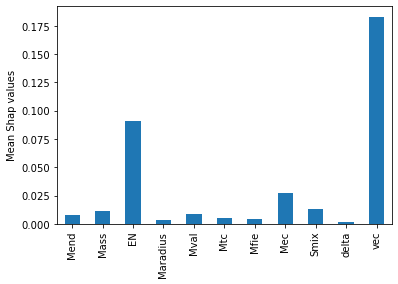 Mean Shap values
0.175
0.150
0.125
0.100
0.075
0.050
0.025
0.000
Mend
Mass
EN
Maradius
Mval
Mtc
Mfie
Mec
Smix
delta
vec